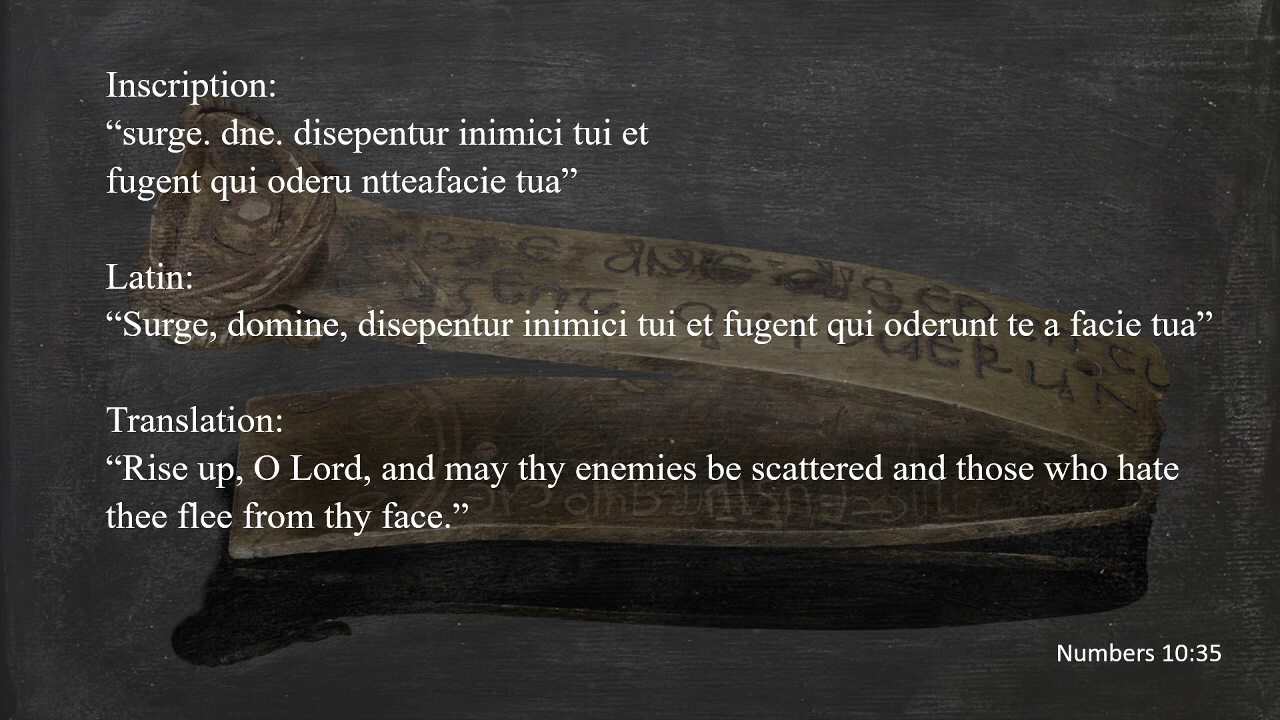 Inscription:
“surge. dne. disepentur inimici tui et
fugent qui oderu ntteafacie tua”
Latin:
“Surge, domine, disepentur inimici tui et fugent qui oderunt te a facie tua”
Translation:
“Rise up, O Lord, and may thy enemies be scattered and those who hate
thee flee from thy face.”
Numbers 10:35